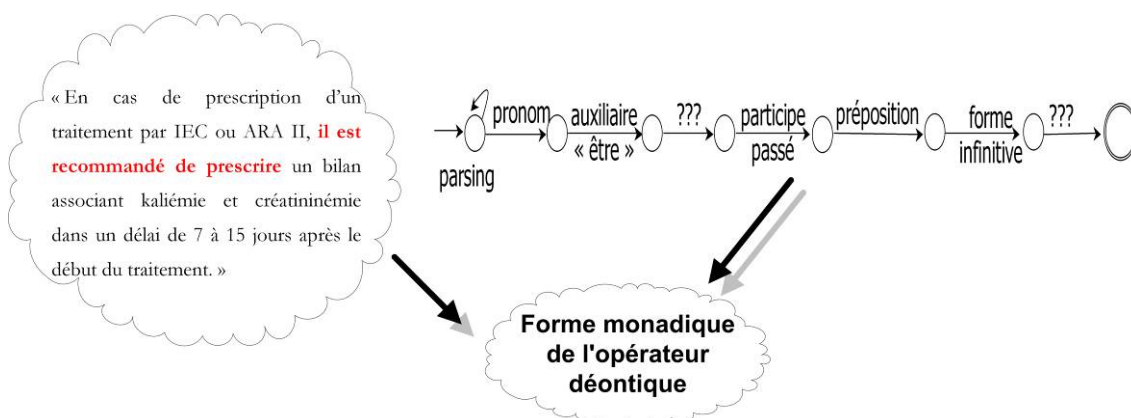 « En cas de prescription d'un
traitement par IEC ou ARA II, il est
recommandé de prescrire un bilan
associant kaliémie et créatininémie
dans un délai de 7 à 15 jours après le
début du traitement. »
parsing
pronom
auxiliaire
« être »
???
participe
passé
préposition
forme
infinitive
???
Forme monadique
de l'opérateur
déontique